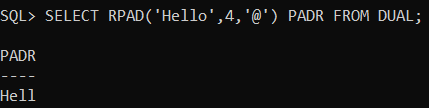 SQL> SELECT RPAD('Hello',4,'@') PADR FROM DUAL;
PADR
----
Hell